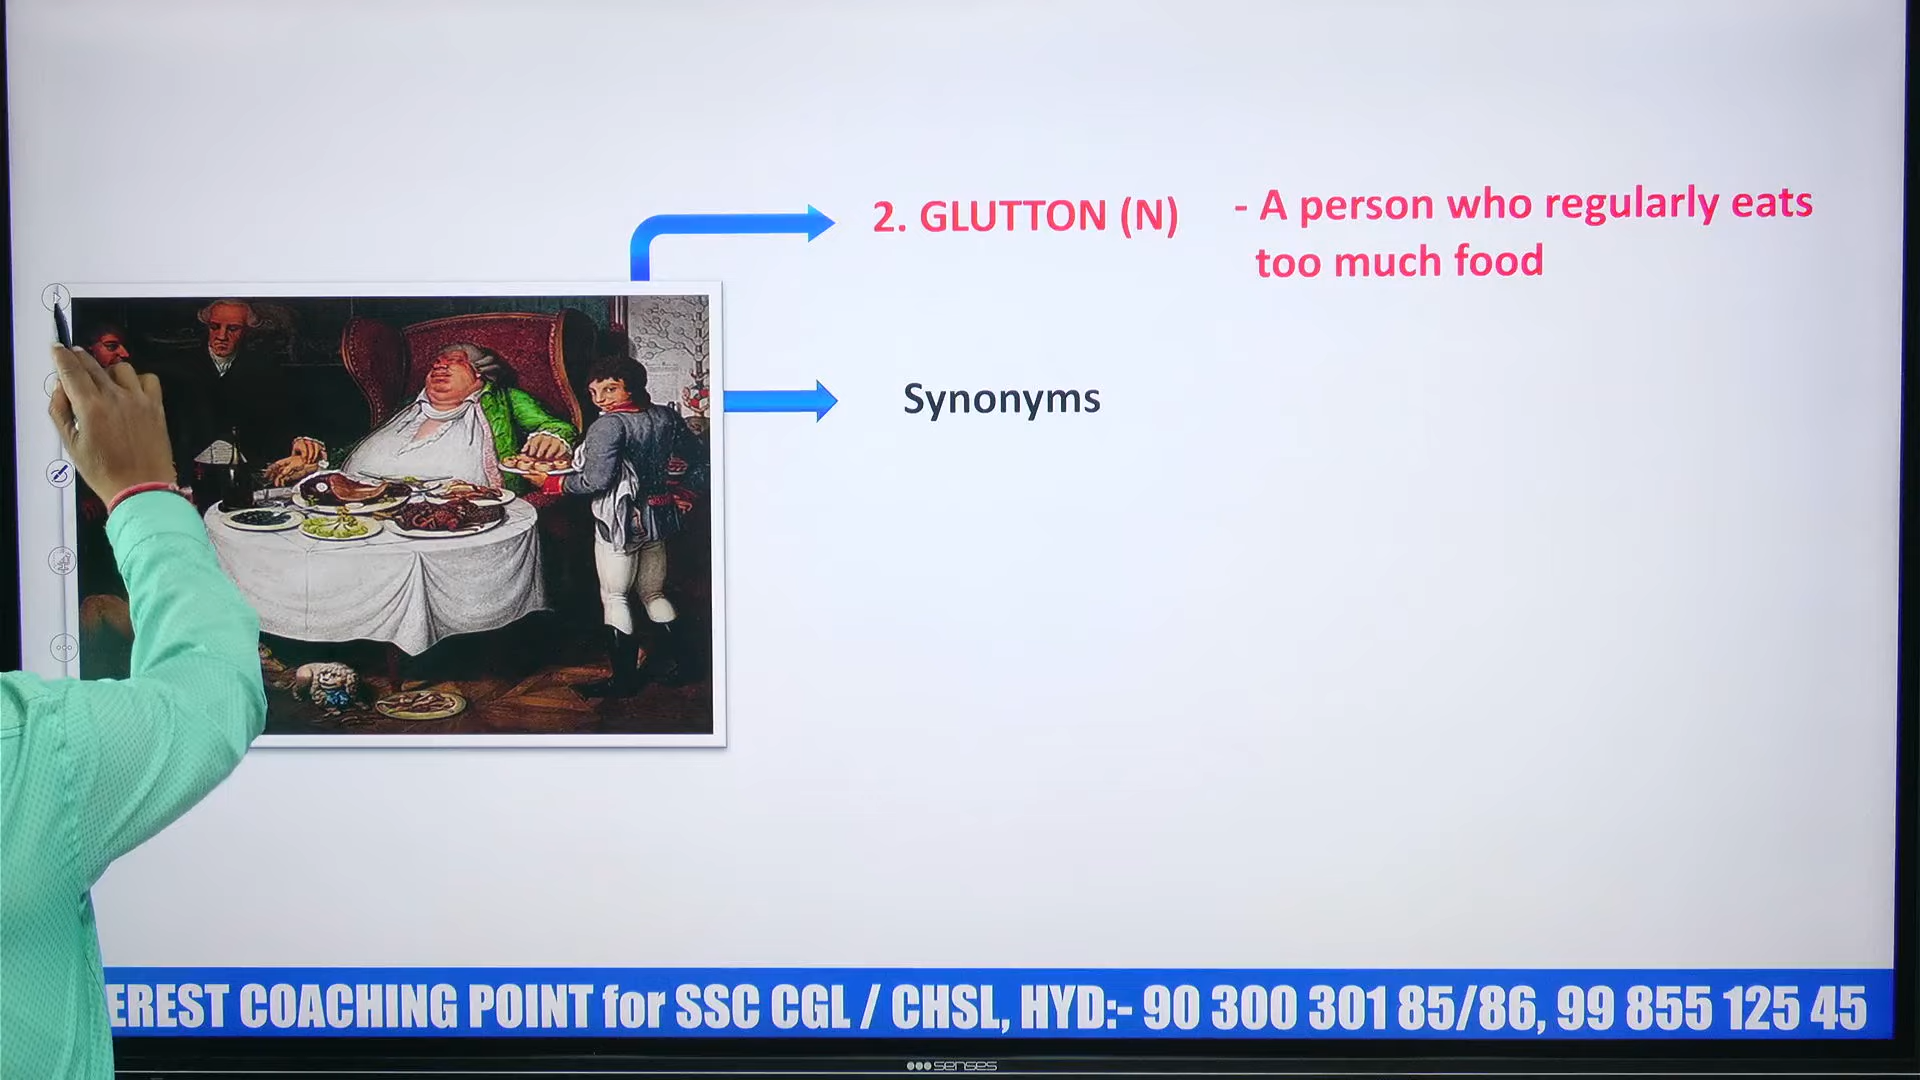 2. GLUTTON (N)
- A person who regularly eats
too much food
Synonyms
EREST COACHING POINT for SSC CGL / CHSL, HYD:- 90 300 301 85/86, 99 855 125 45
senses